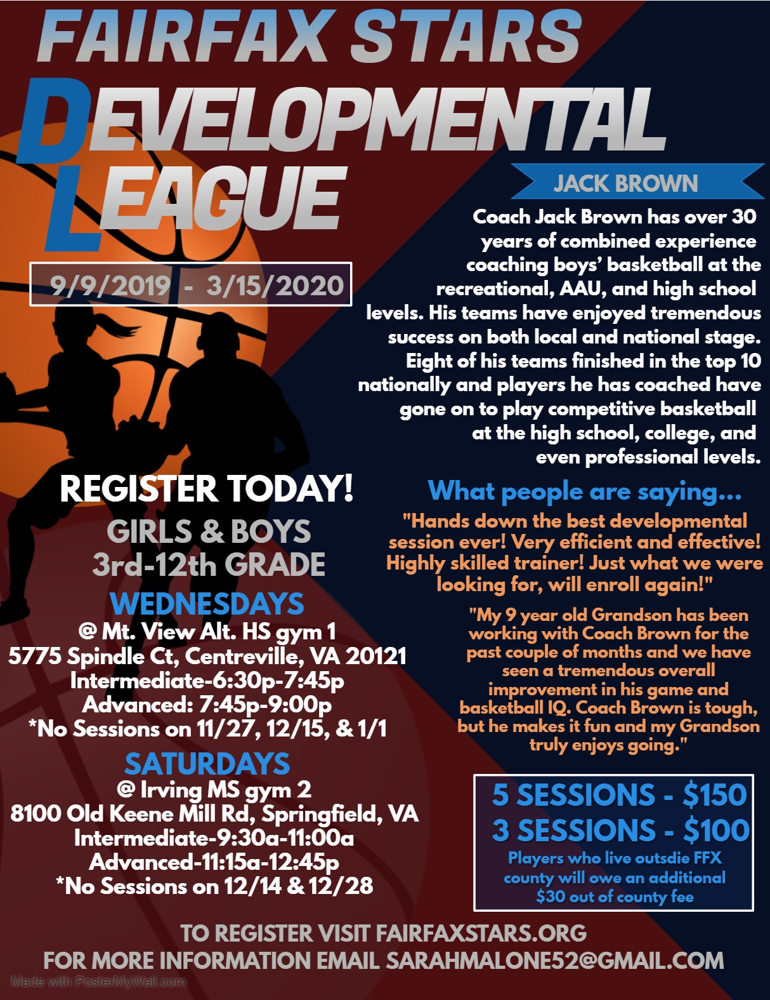 FAIRFAX STARS
DEVELOPMENTAL
LEAGUE
9/9/2019 - 3/15/2020
JACK BROWN
Coach Jack Brown has over 30
years of combined experience
coaching boys' basketball at the
recreational, AAU, and high school
levels. His teams have enjoyed tremendous
success on both local and national stage.
Eight of his teams finished in the top 10
nationally and players he has coached have
gone on to play competitive basketball
at the high school, college, and
even professional levels.
REGISTER TODAY!
GIRLS & BOYS
3rd-12th GRADE
WEDNESDAYS
@ Mt. View Alt. HS gym 1
5775 Spindle Ct, Centreville, VA 20121
Intermediate-6:30p-7:45p
Advanced: 7:45p-9:00p
*No Sessions on 11/27, 12/15, & 1/1
SATURDAYS
@ Irving MS gym 2
8100 Old Keene Mill Rd, Springfield, VA
Intermediate-9:30a-11:00a
Advanced-11:15a-12:45p
*No Sessions on 12/14 & 12/28
What people are saying...
"Hands down the best developmental
session ever! Very efficient and effective!
Highly skilled trainer! Just what we were
looking for, will enroll again!"
"My 9 year old Grandson has been
working with Coach Brown for the
past couple of months and we have
seen a tremendous overall
improvement in his game and
basketball IQ. Coach Brown is tough,
but he makes it fun and my Grandson
truly enjoys going."
5 SESSIONS - $150
3 SESSIONS - $100
Players who live outsdie FFX
county will owe an additional
$30 out of county fee
TO REGISTER VISIT FAIRFAXSTARS.ORG
FOR MORE INFORMATION EMAIL SARAHMALONE52@GMAIL.COM
Made with PosterMyWall.com